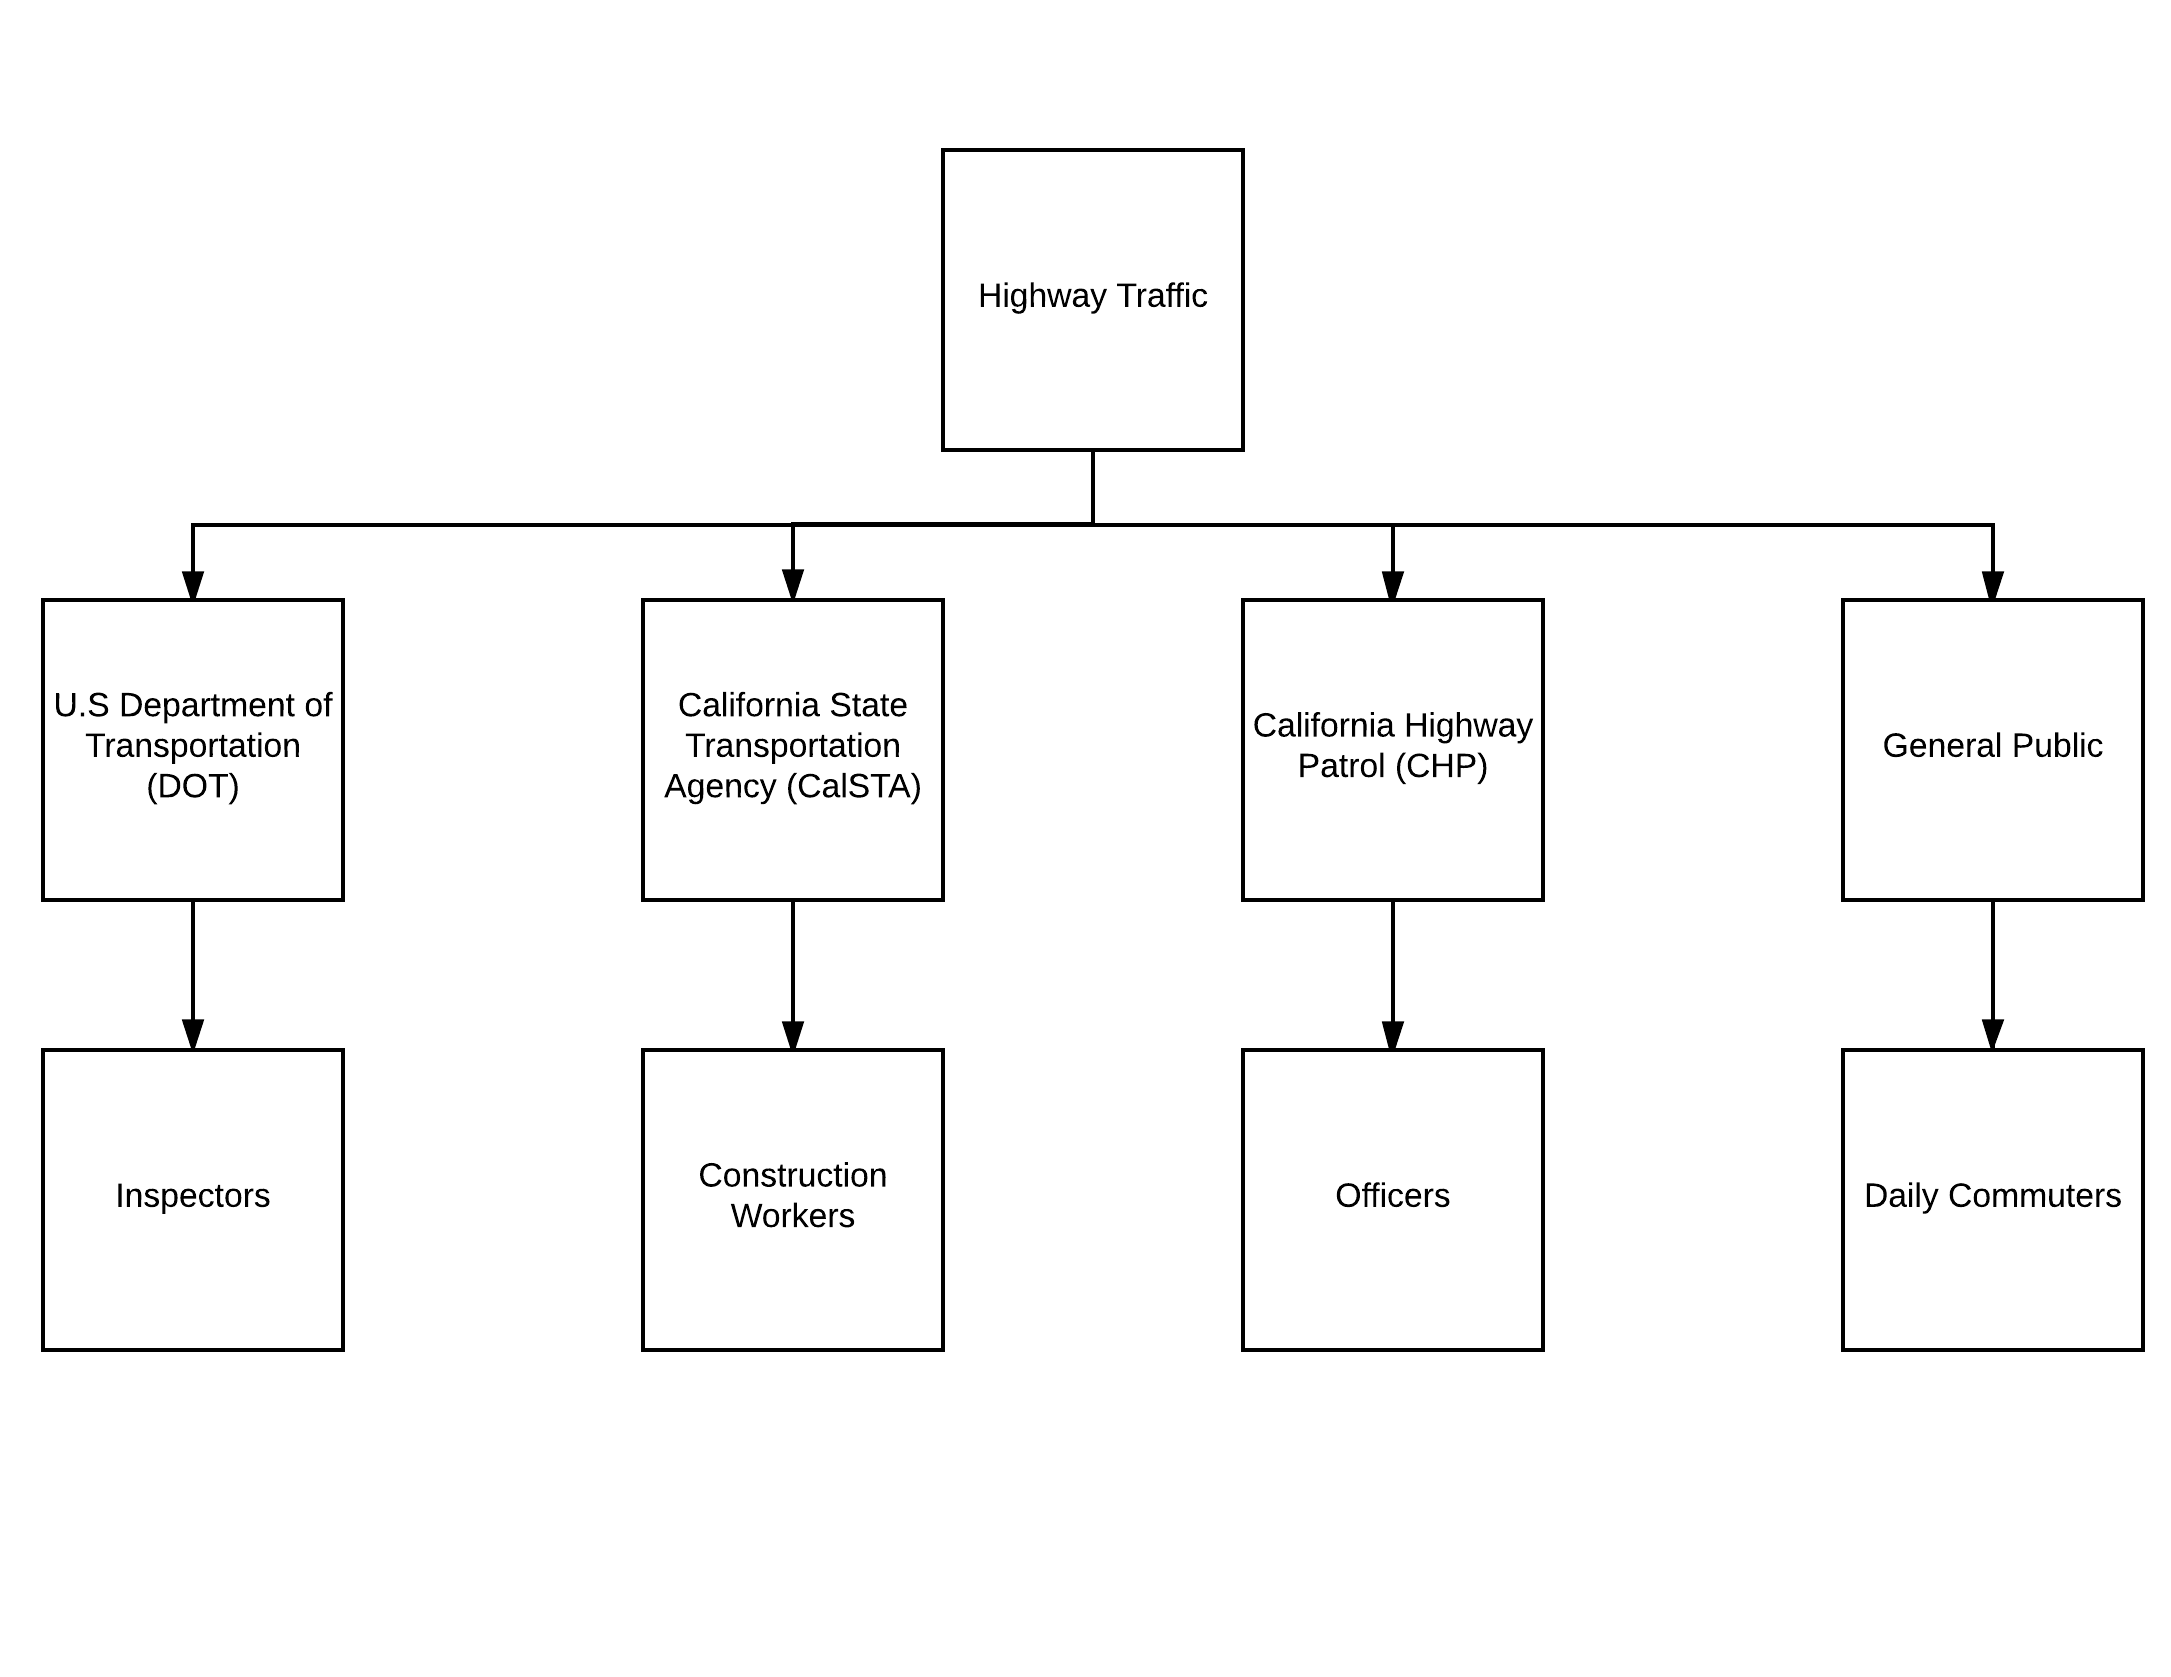 Highway Traffic
U.S Department of
Transportation
(DOT)
California State
Transportation
Agency (CalSTA)
California Highway
Patrol (CHP)
General Public
Inspectors
Construction
Workers
Officers
Daily Commuters